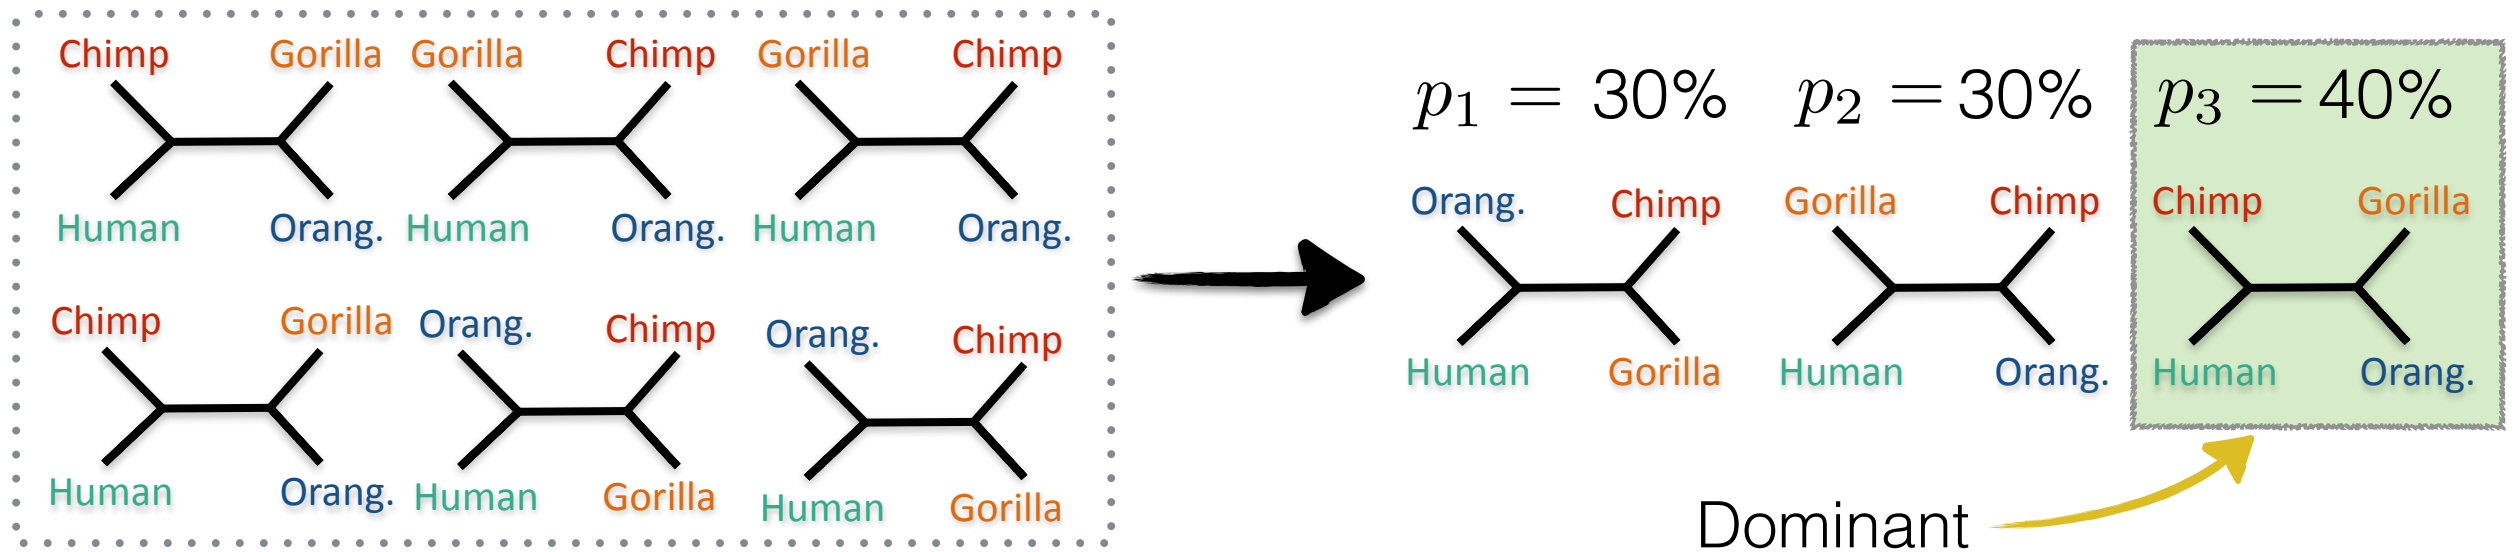 Chimp Gorilla Gorilla Chimp Gorilla Chimp
Human Orang. Human Orang. Human Orang.
Chimp Gorilla Orang. Chimp Orang. Chimp
Human Orang. Human Gorilla Human Gorilla
p1 = 30% p2 = 30% p3 = 40%
Orang. Chimp Gorilla Chimp Chimp Gorilla
Human Gorilla Human Orang. Human Orang.
Dominant